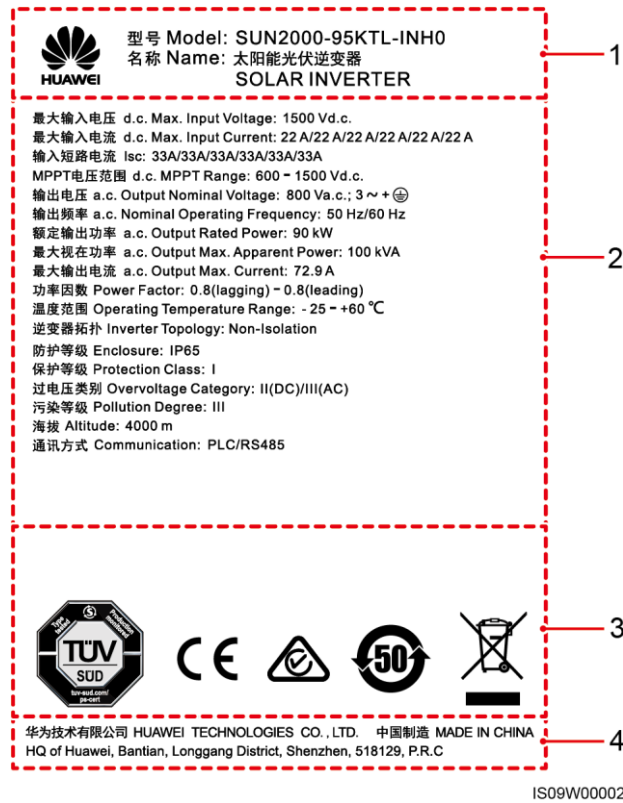 HUAWEI
型号 Model: SUN2000-95KTL-INH0
名称 Name: 太阳能光伏逆变器
SOLAR INVERTER
1
最大输入电压 d.c. Max. Input Voltage: 1500 Vd.c.
最大输入电流 d.c. Max. Input Current: 22 A/22 A/22 A/22 A/22 A/22 A
输入短路电流 Isc: 33A/33A/33A/33A/33A/33A
MPPT电压范围 d.c. MPPT Range: 600 - 1500 Vd.c.
输出电压 a.c. Output Nominal Voltage: 800 Va.c.; 3 ~ + ⏚
输出频率 a.c. Nominal Operating Frequency: 50 Hz/60 Hz
额定输出功率 a.c. Output Rated Power: 90 kW
最大视在功率 a.c. Output Max. Apparent Power: 100 kVA
最大输出电流 a.c. Output Max. Current: 72.9 A
功率因数 Power Factor: 0.8(lagging) - 0.8(leading)
温度范围 Operating Temperature Range: - 25 - +60 ℃
逆变器拓扑 Inverter Topology: Non-Isolation
防护等级 Enclosure: IP65
保护等级 Protection Class: I
过电压类别 Overvoltage Category: II(DC)/III(AC)
污染等级 Pollution Degree: III
海拔 Altitude: 4000 m
通讯方式 Communication: PLC/RS485
2
Type tested
Production monitored
TÜV
SÜD
tuv-sud.com/
ps-cert
CE
50
3
华为技术有限公司 HUAWEI TECHNOLOGIES CO., LTD. 中国制造 MADE IN CHINA
HQ of Huawei, Bantian, Longgang District, Shenzhen, 518129, P.R.C
4
IS09W00002